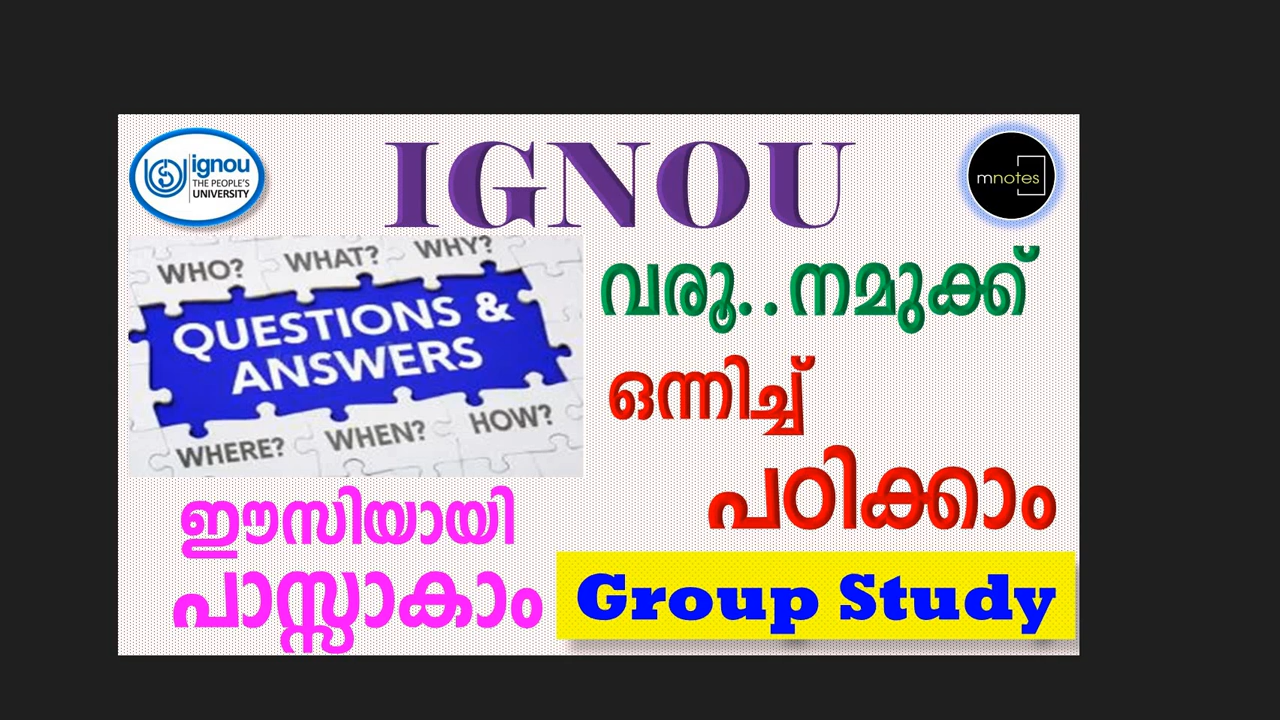 IGNOU
ignou
THE PEOPLE'S
UNIVERSITY
mnotes
WHO? WHAT? WHY?
QUESTIONS &
ANSWERS
WHERE? WHEN? HOW?
വരൂ..നമുക്ക്
ഒന്നിച്ച്
പഠിക്കാം
ഈസിയായി
പാസ്സാകാം
Group Study